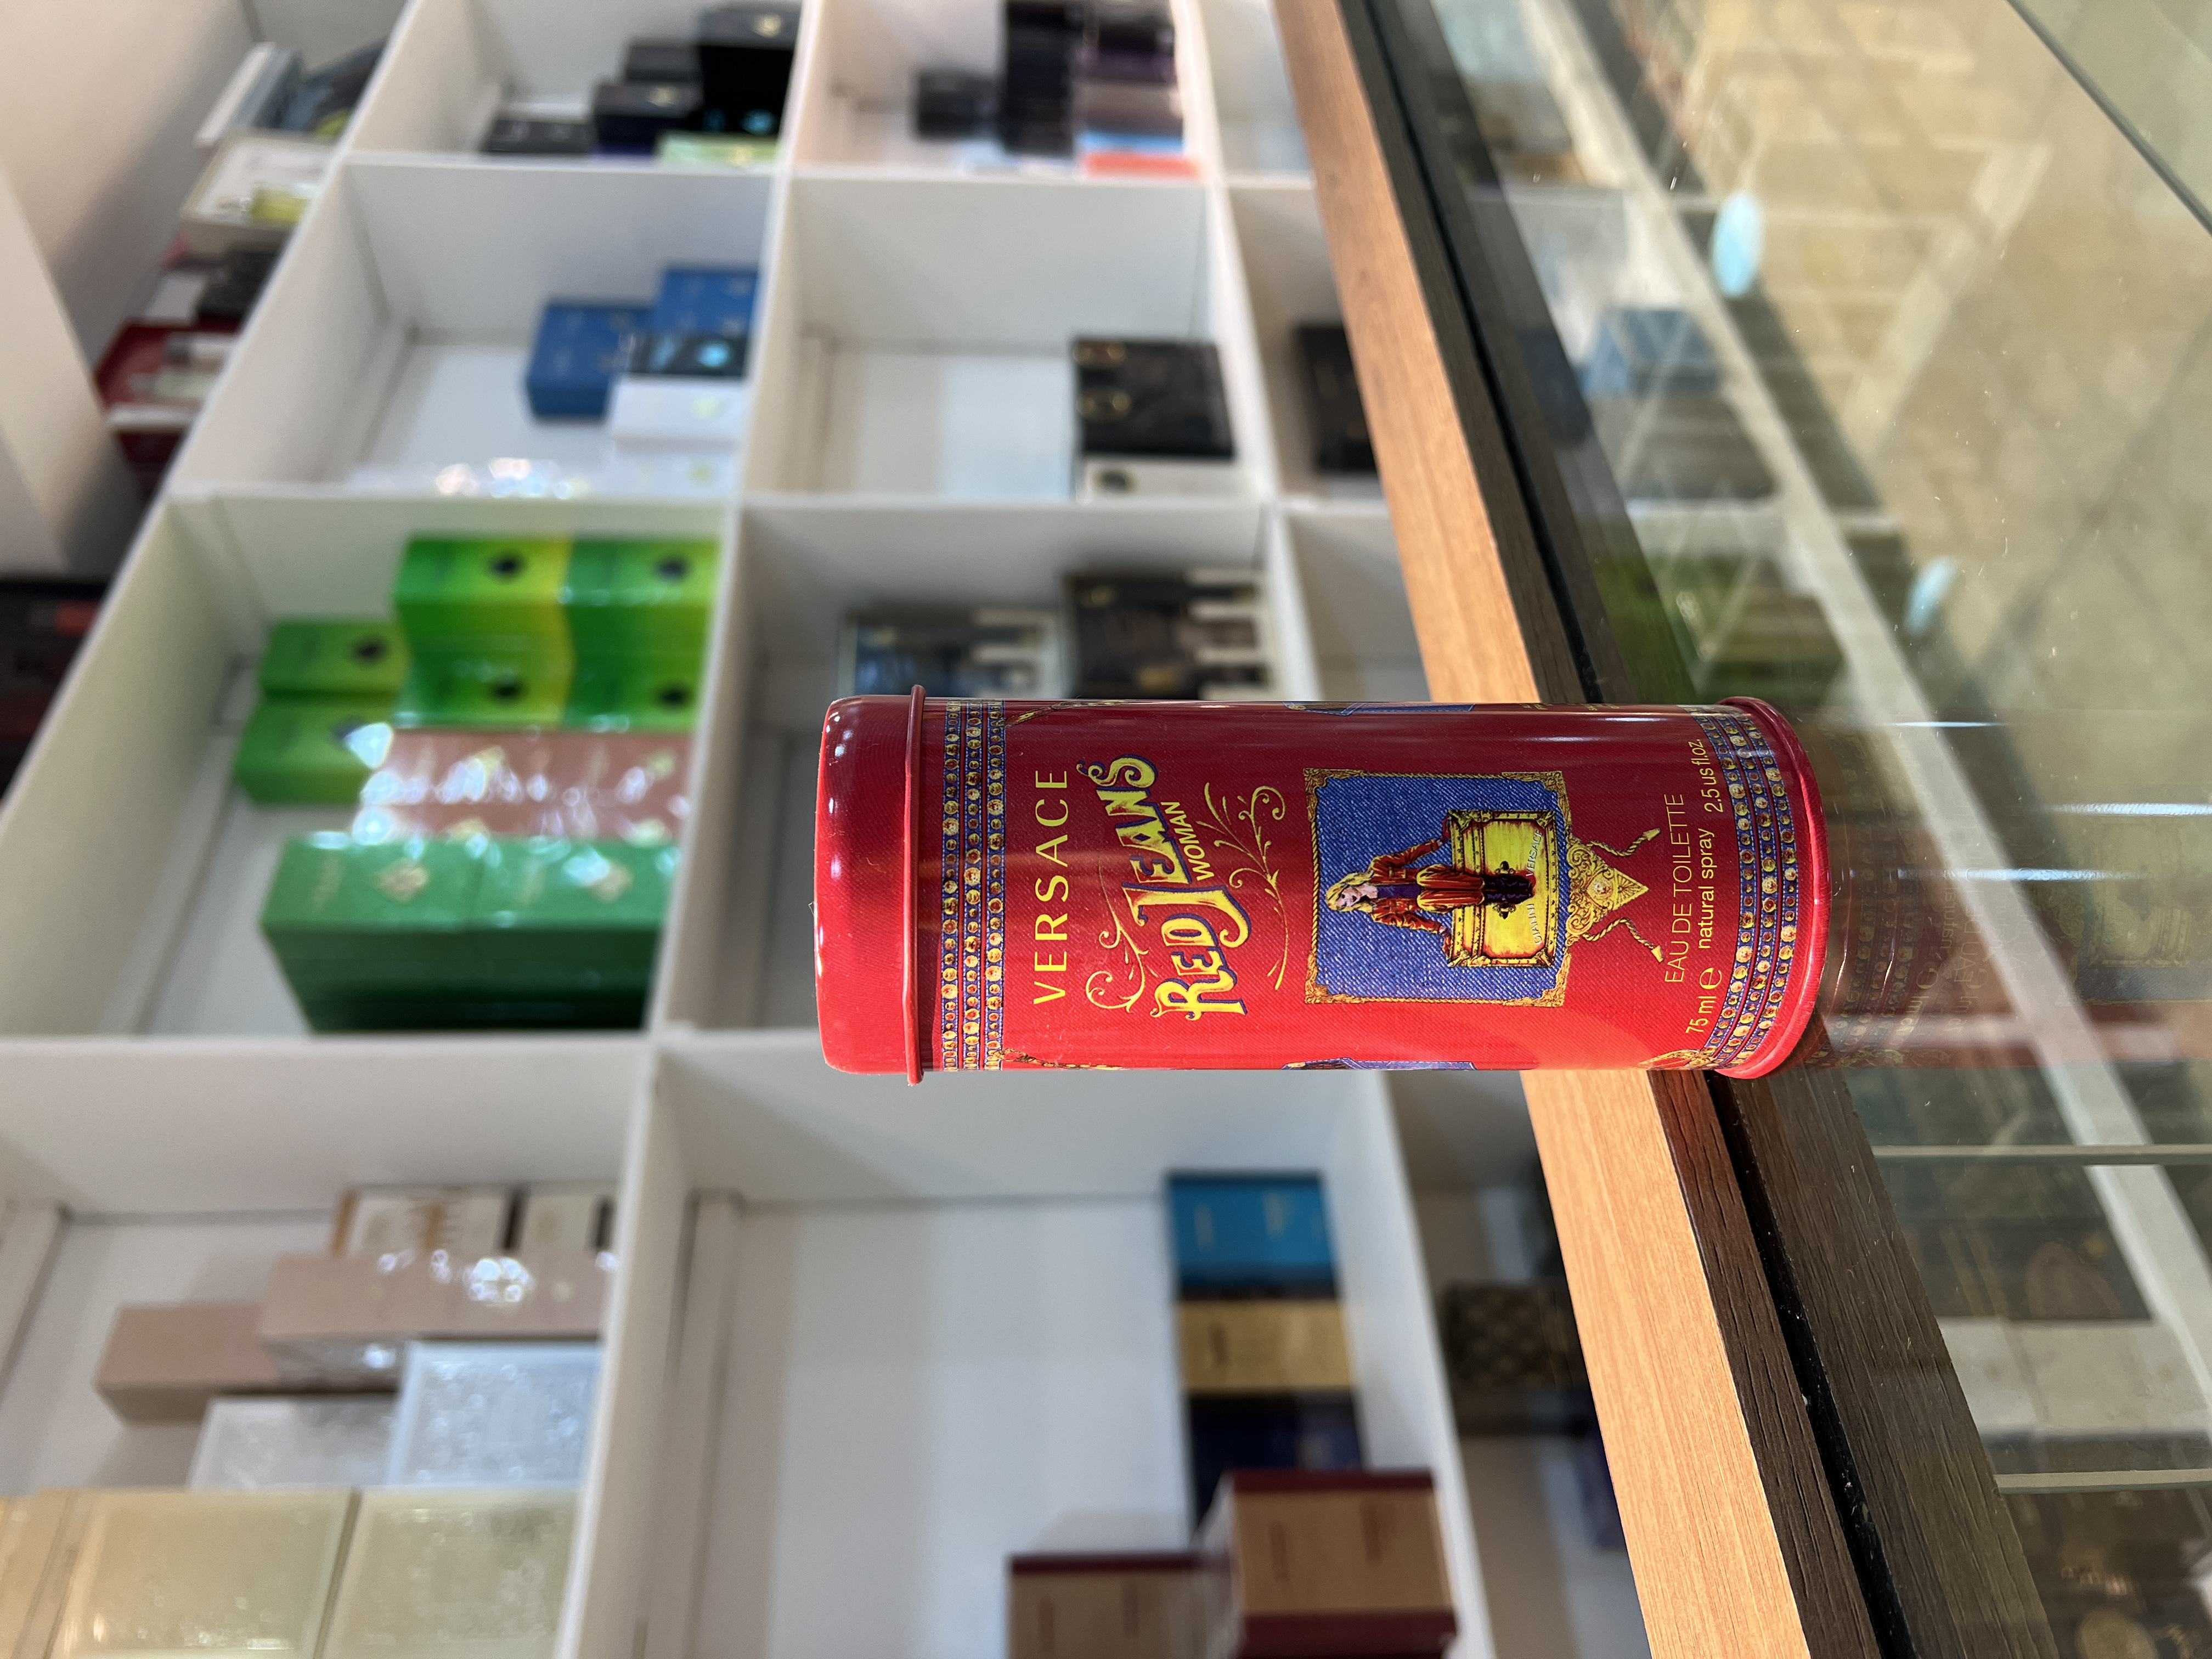 VERSACE
RED JEANS
WOMAN
EAU DE TOILETTE
75 ml e natural spray 2.5 us fl.oz.